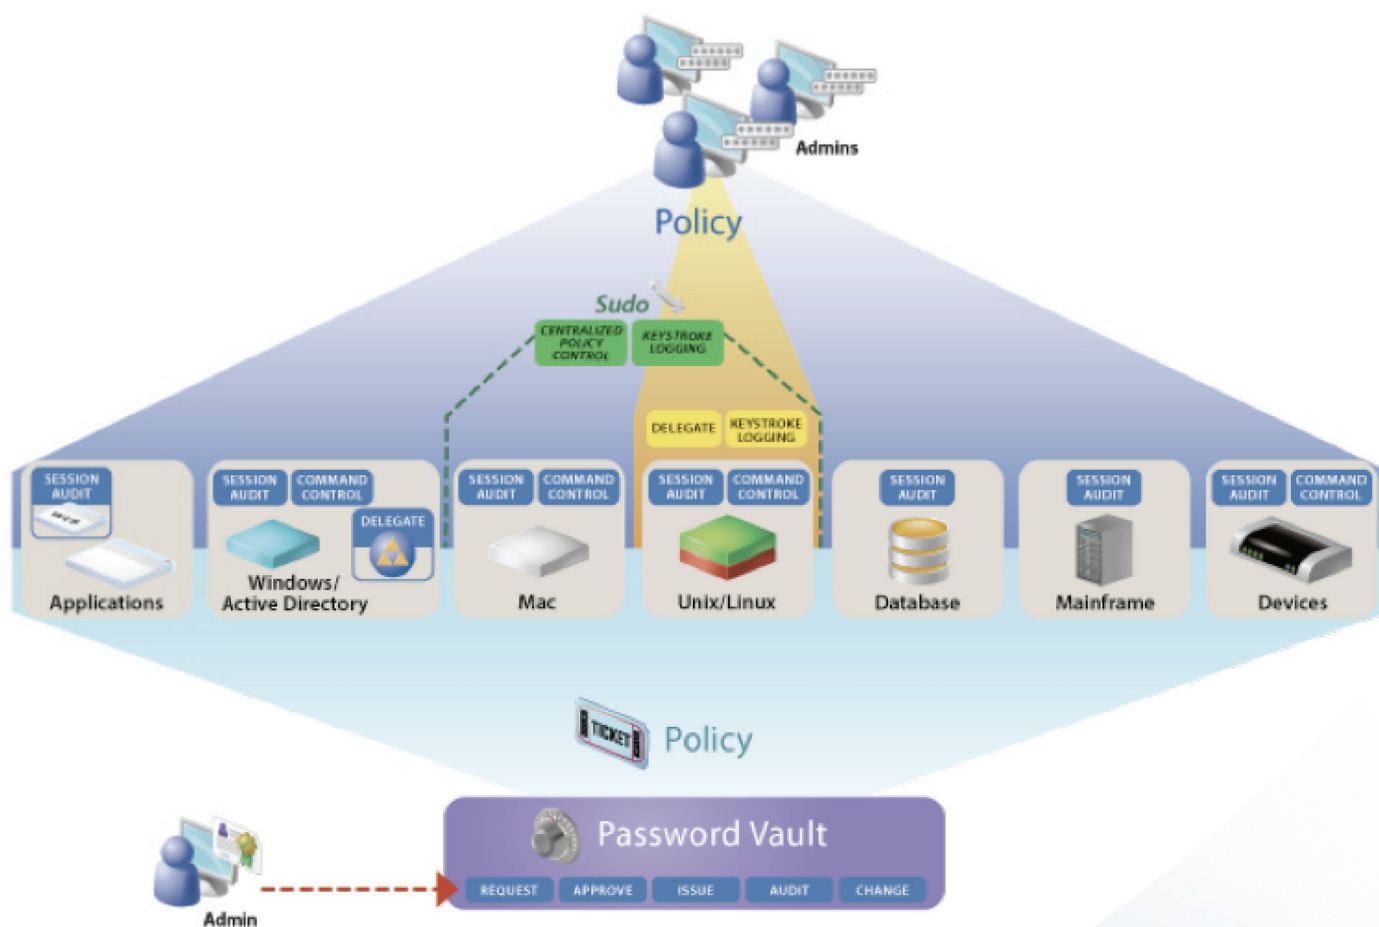 Admins
Policy
Sudo
CENTRALIZED
POLICY
CONTROL
KEYSTROKE
LOGGING
DELEGATE
KEYSTROKE
LOGGING
SESSION
AUDIT
Applications
SESSION
AUDIT
COMMAND
CONTROL
DELEGATE
Windows/
Active Directory
SESSION
AUDIT
COMMAND
CONTROL
Mac
SESSION
AUDIT
COMMAND
CONTROL
Unix/Linux
SESSION
AUDIT
Database
SESSION
AUDIT
Mainframe
SESSION
AUDIT
COMMAND
CONTROL
Devices
TICKET
Policy
Password Vault
REQUEST
APPROVE
ISSUE
AUDIT
CHANGE
Admin